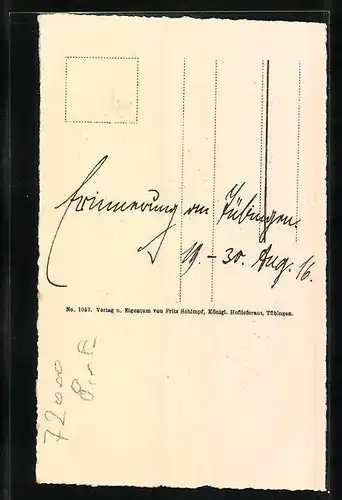 Erinnerung an Tübingen.
19. - 30. Aug. 16.
No. 1053. Verlag u. Eigentum von Fritz Schimpf, Königl. Hoflieferant, Tübingen.
72000